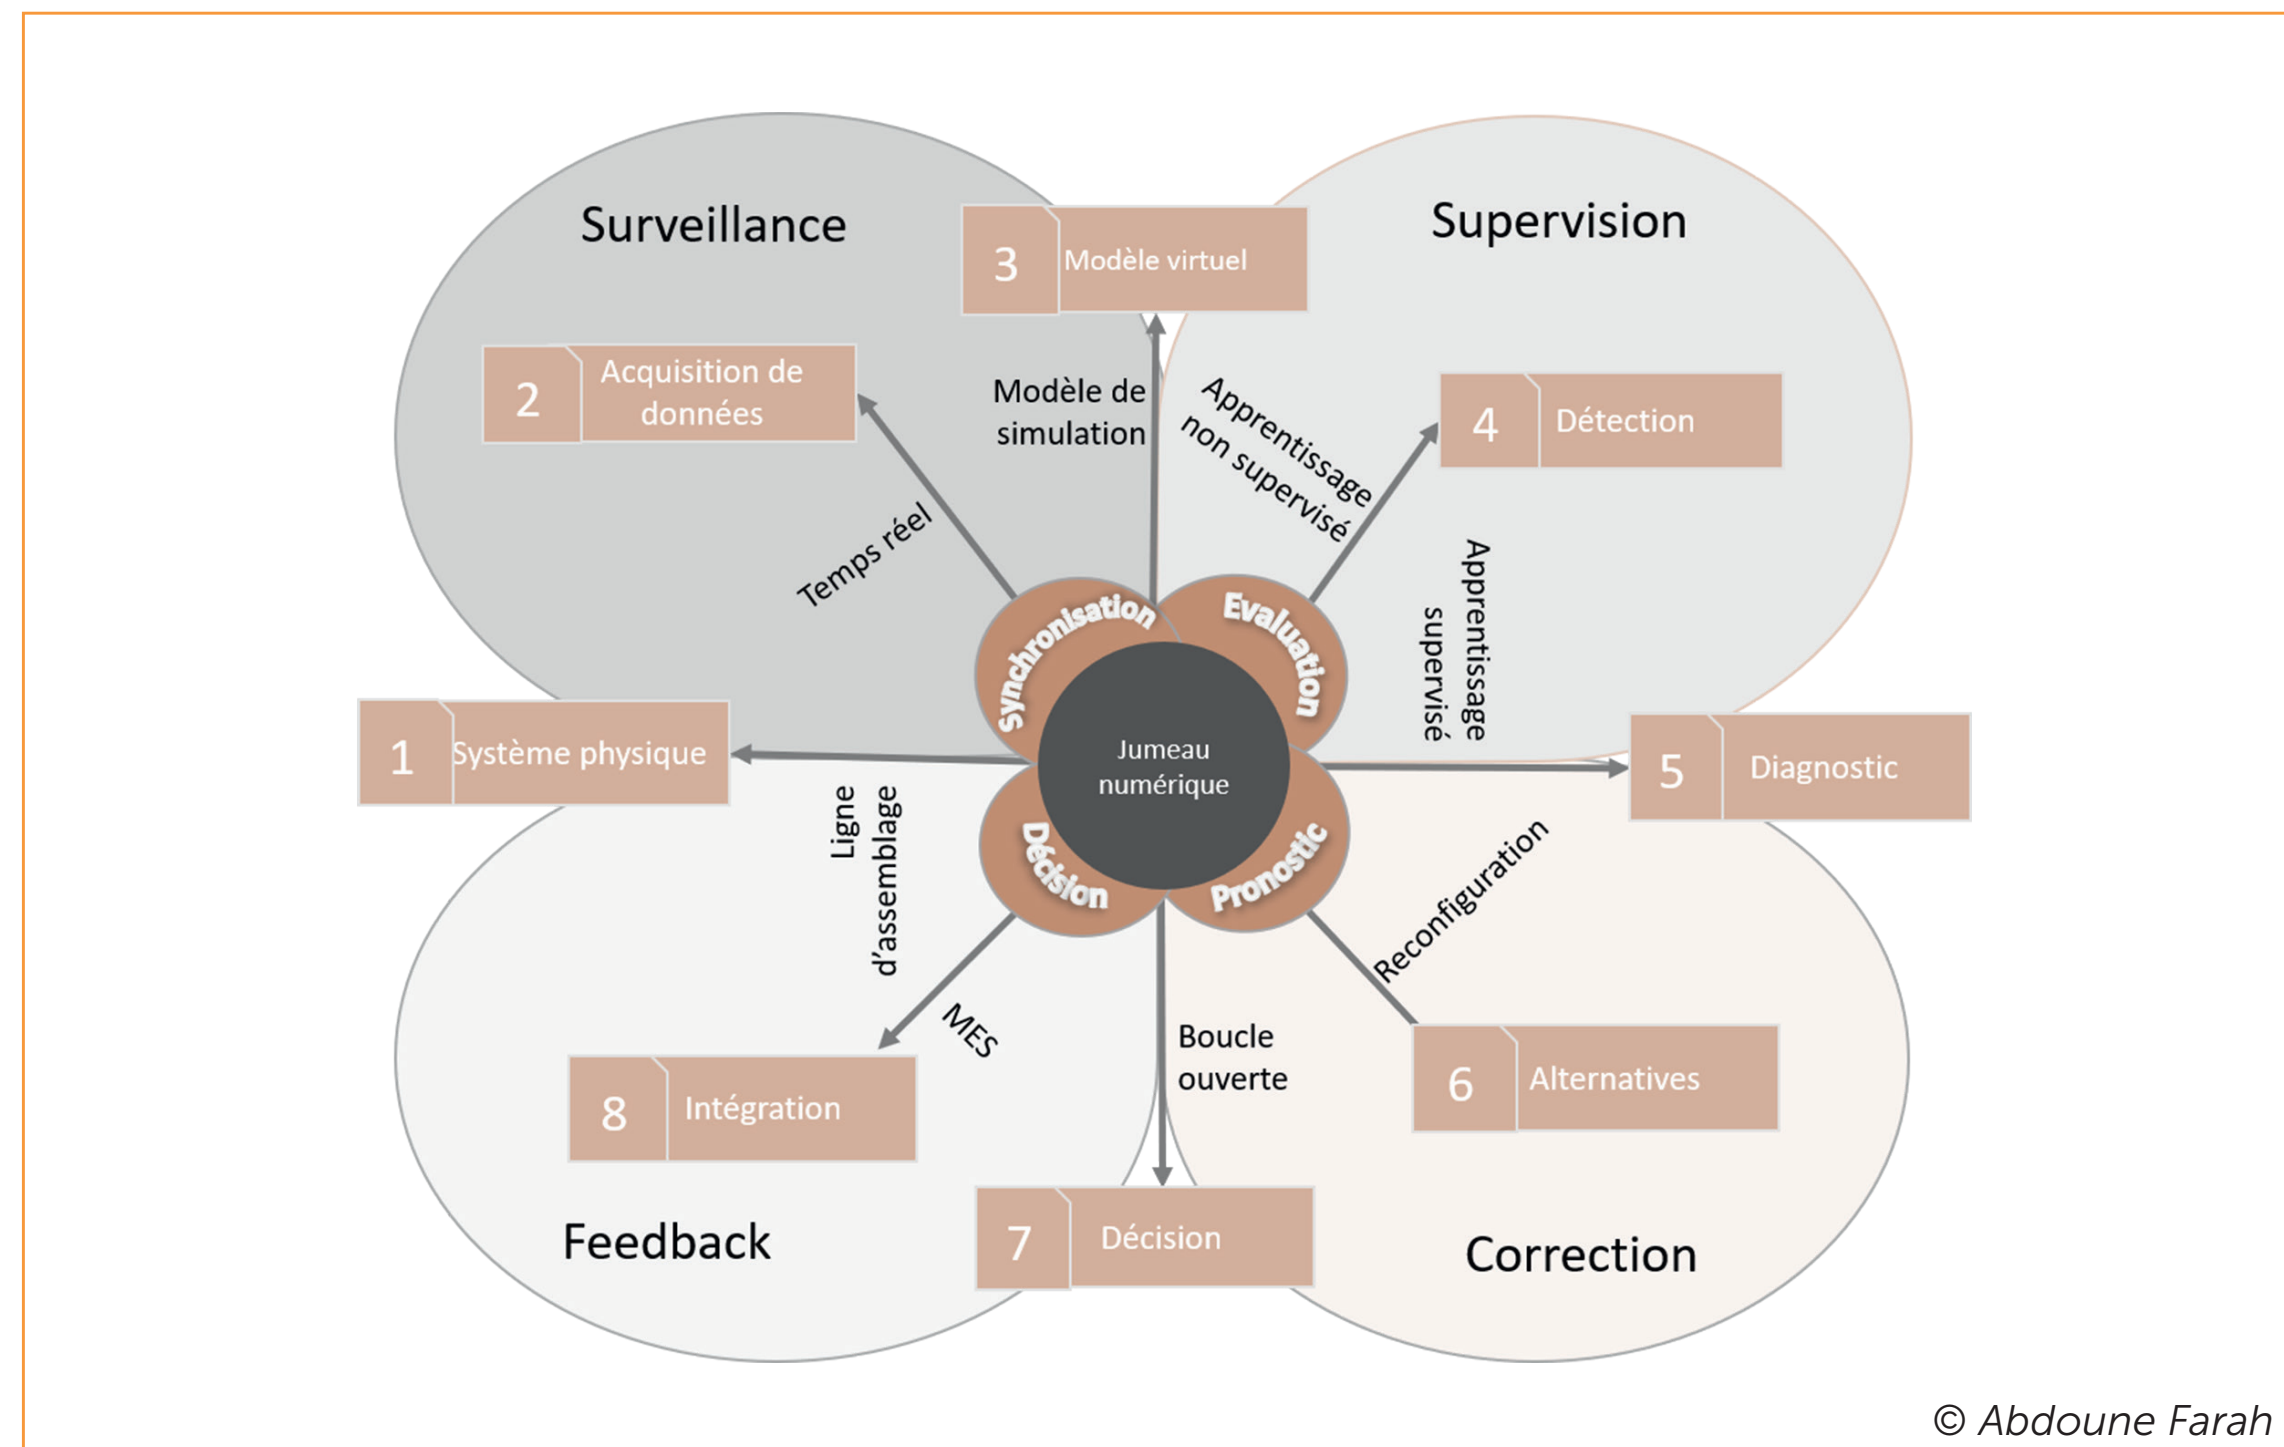 Surveillance
Supervision
3
Modèle virtuel
2
Acquisition de
données
Modèle de
simulation
Apprentissage
non supervisé
4
Détection
Temps réel
Apprentissage
supervisé
Synchronisation
Evaluation
1
Système physique
Jumeau
numérique
5
Diagnostic
Ligne
d'assemblage
Décision
Pronostic
Reconfiguration
MES
Boucle
ouverte
6
Alternatives
8
Intégration
7
Décision
Feedback
Correction
© Abdoune Farah